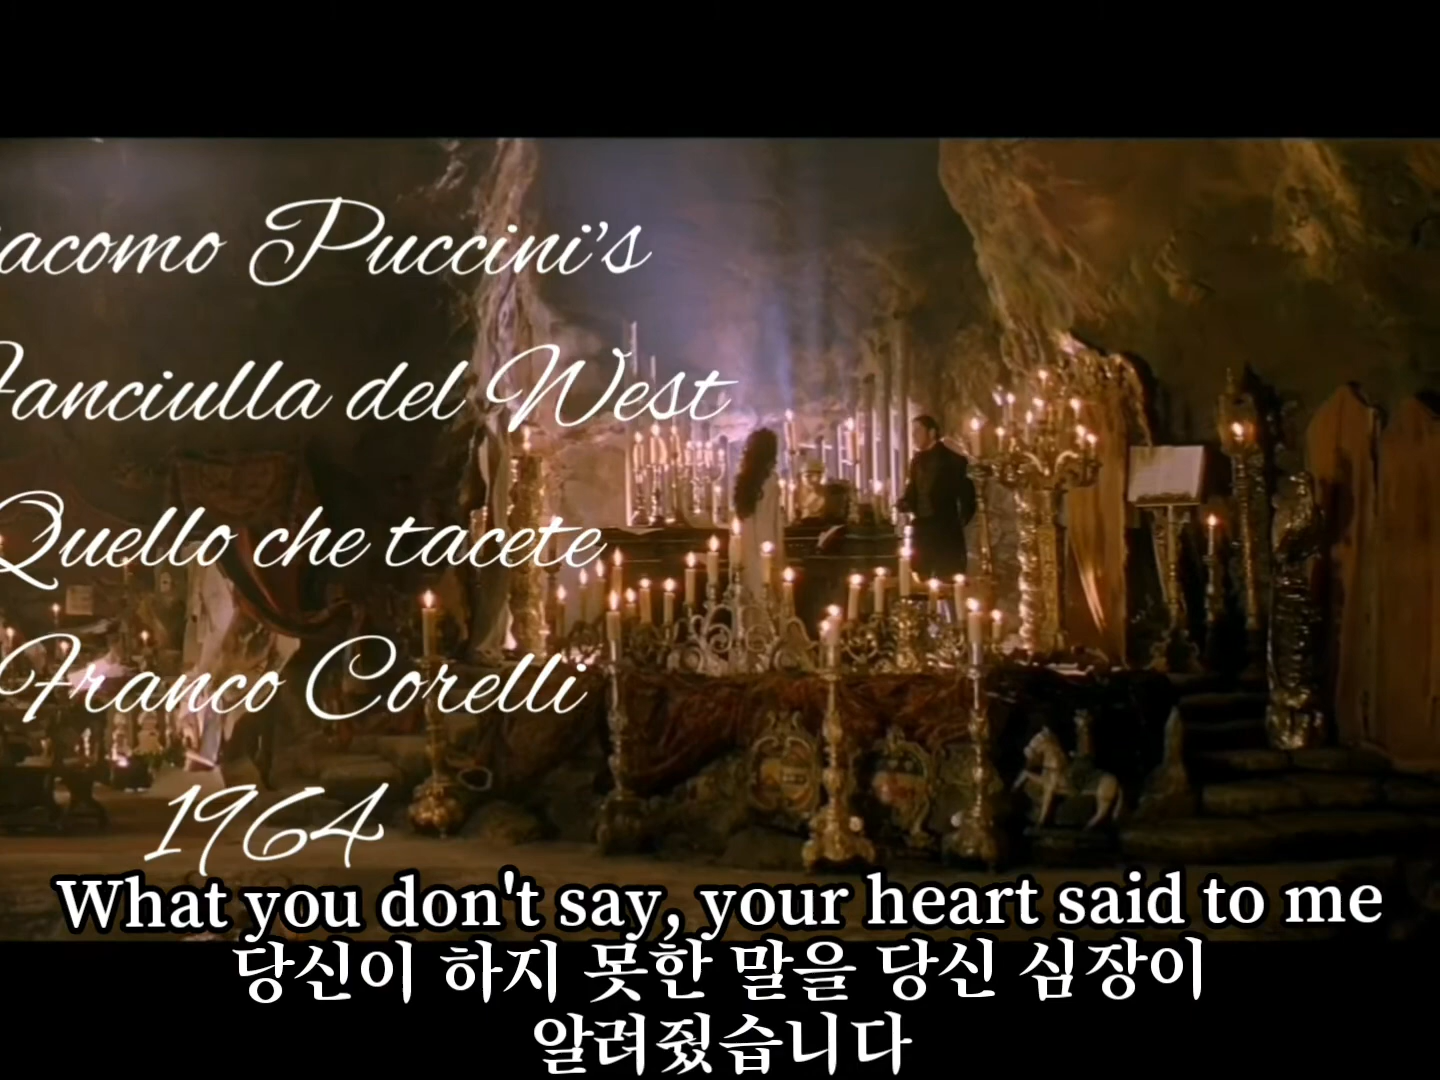 iacomo Puccini's
Fanciulla del West
Quello che tacete
Franco Corelli
1964
What you don't say, your heart said to me
당신이 하지 못한 말을 당신 심장이
알려줬습니다